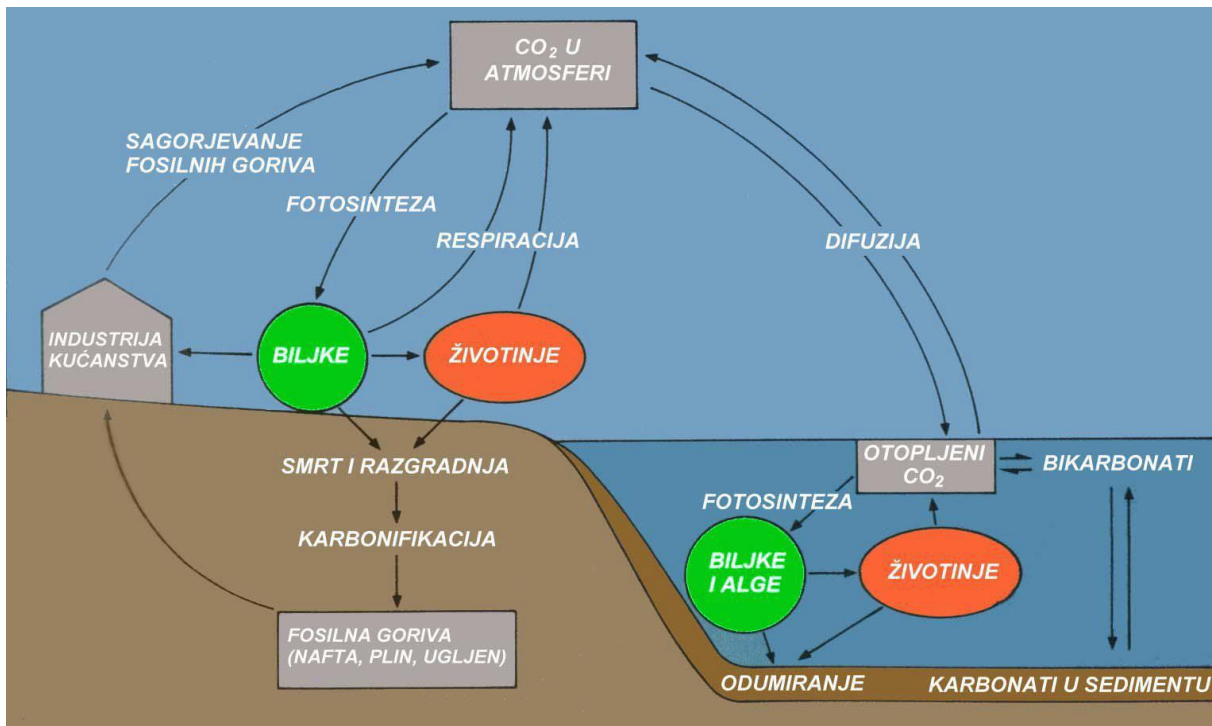 CO₂ U
ATMOSFERI
SAGORJEVANJE
FOSILNIH GORIVA
FOTOSINTEZA
RESPIRACIJA
DIFUZIJA
INDUSTRIJA
KUĆANSTVA
BILJKE
ŽIVOTINJE
SMRT I RAZGRADNJA
KARBONIFIKACIJA
FOSILNA GORIVA
(NAFTA, PLIN, UGLJEN)
OTOPLJENI
CO₂
BIKARBONATI
FOTOSINTEZA
BILJKE
I ALGE
ŽIVOTINJE
ODUMIRANJE
KARBONATI U SEDIMENTU